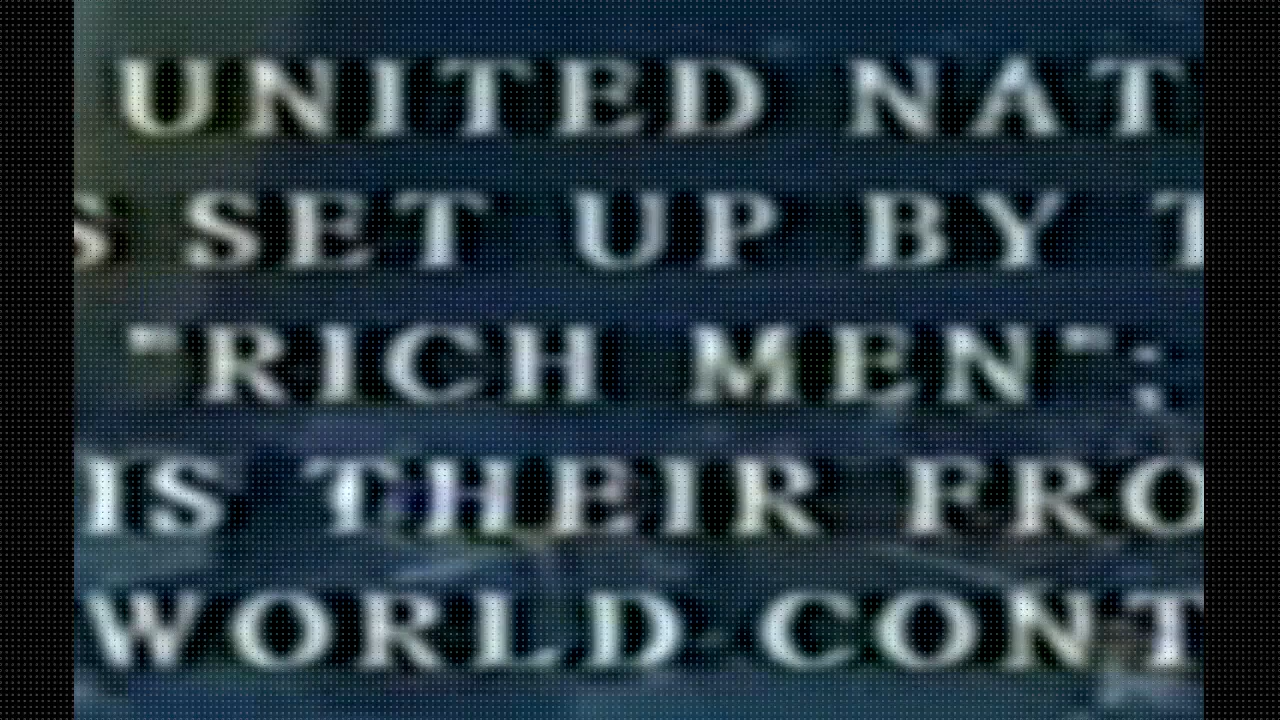 UNITED NAT
S SET UP BY T
"RICH MEN";
IS THEIR FRO
WORLD CONT